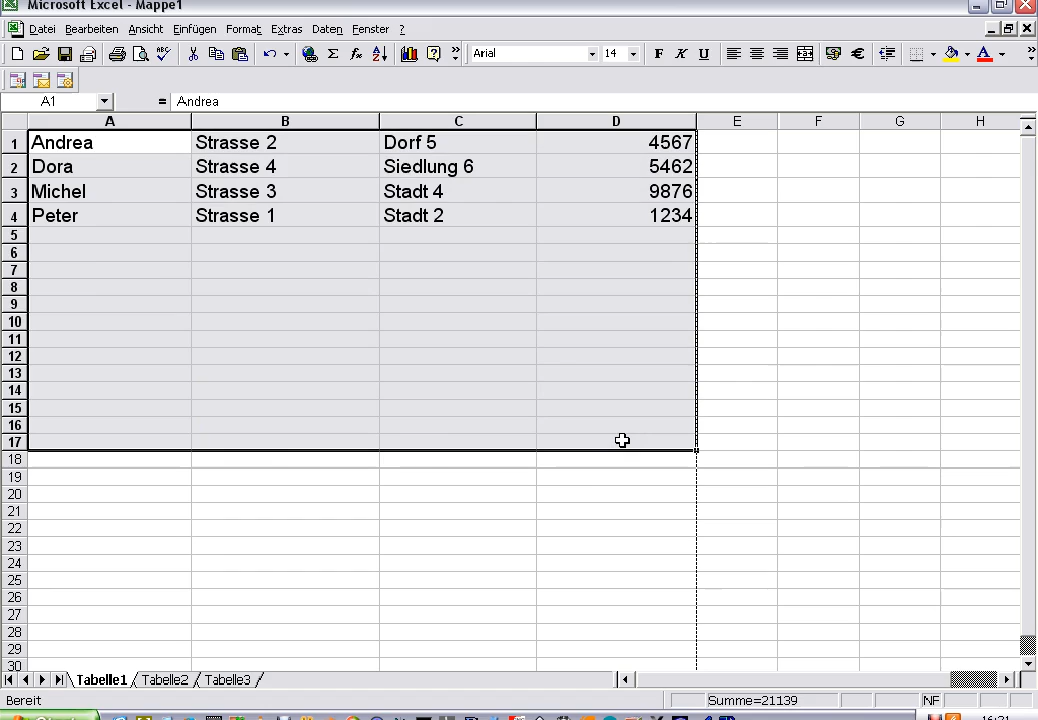 Microsoft Excel - Mappe1
Datei Bearbeiten Ansicht Einfügen Format Extras Daten Fenster ?
Arial 14 F K U
A1 = Andrea
A B C D E F G H
1 Andrea Strasse 2 Dorf 5 4567
2 Dora Strasse 4 Siedlung 6 5462
3 Michel Strasse 3 Stadt 4 9876
4 Peter Strasse 1 Stadt 2 1234
5
6
7
8
9
10
11
12
13
14
15
16
17
18
19
20
21
22
23
24
25
26
27
28
29
30
Tabelle1 Tabelle2 Tabelle3
Bereit Summe=21139 NF
16:21